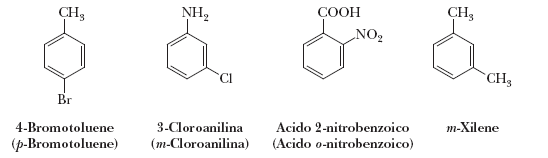 CH₃
NH₂
COOH
CH₃
NO₂
Cl
CH₃
Br
4-Bromotoluene
(p-Bromotoluene)
3-Cloroanilina
(m-Cloroanilina)
Acido 2-nitrobenzoico
(Acido o-nitrobenzoico)
m-Xilene